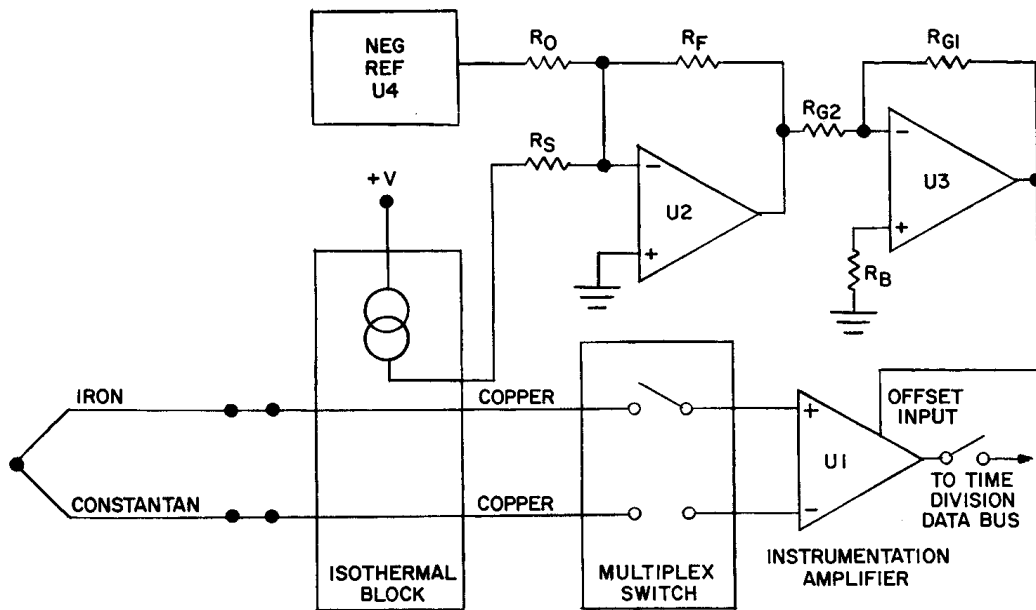 NEG
REF
U4
RO
RF
RG1
RG2
RS
+V
-
U2
+
-
U3
+
RB
IRON
COPPER
OFFSET
INPUT
+
U1
-
CONSTANTAN
COPPER
TO TIME
DIVISION
DATA BUS
ISOTHERMAL
BLOCK
MULTIPLEX
SWITCH
INSTRUMENTATION
AMPLIFIER